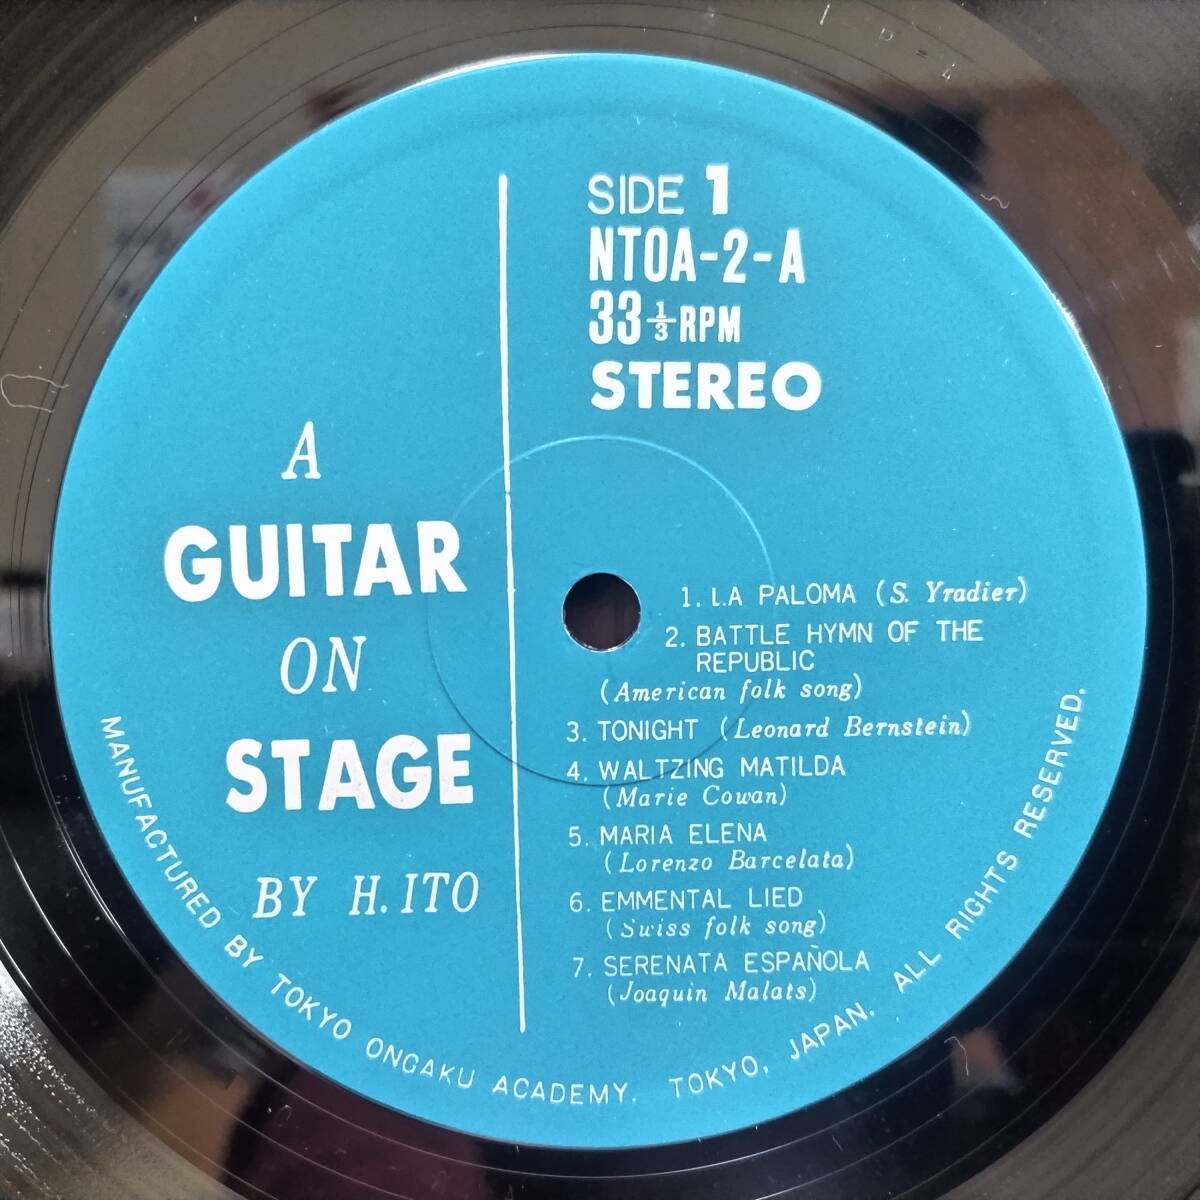 A
GUITAR
ON
STAGE
BY H. ITO
SIDE 1
NTOA-2-A
33 1/3 RPM
STEREO
1. LA PALOMA (S. Yradier)
2. BATTLE HYMN OF THE
REPUBLIC
(American folk song)
3. TONIGHT (Leonard Bernstein)
4. WALTZING MATILDA
(Marie Cowan)
5. MARIA ELENA
(Lorenzo Barcelata)
6. EMMENTAL LIED
(Swiss folk song)
7. SERENATA ESPAÑOLA
(Joaquin Malats)
MANUFACTURED BY TOKYO ONGAKU ACADEMY. TOKYO, JAPAN. ALL RIGHTS RESERVED.